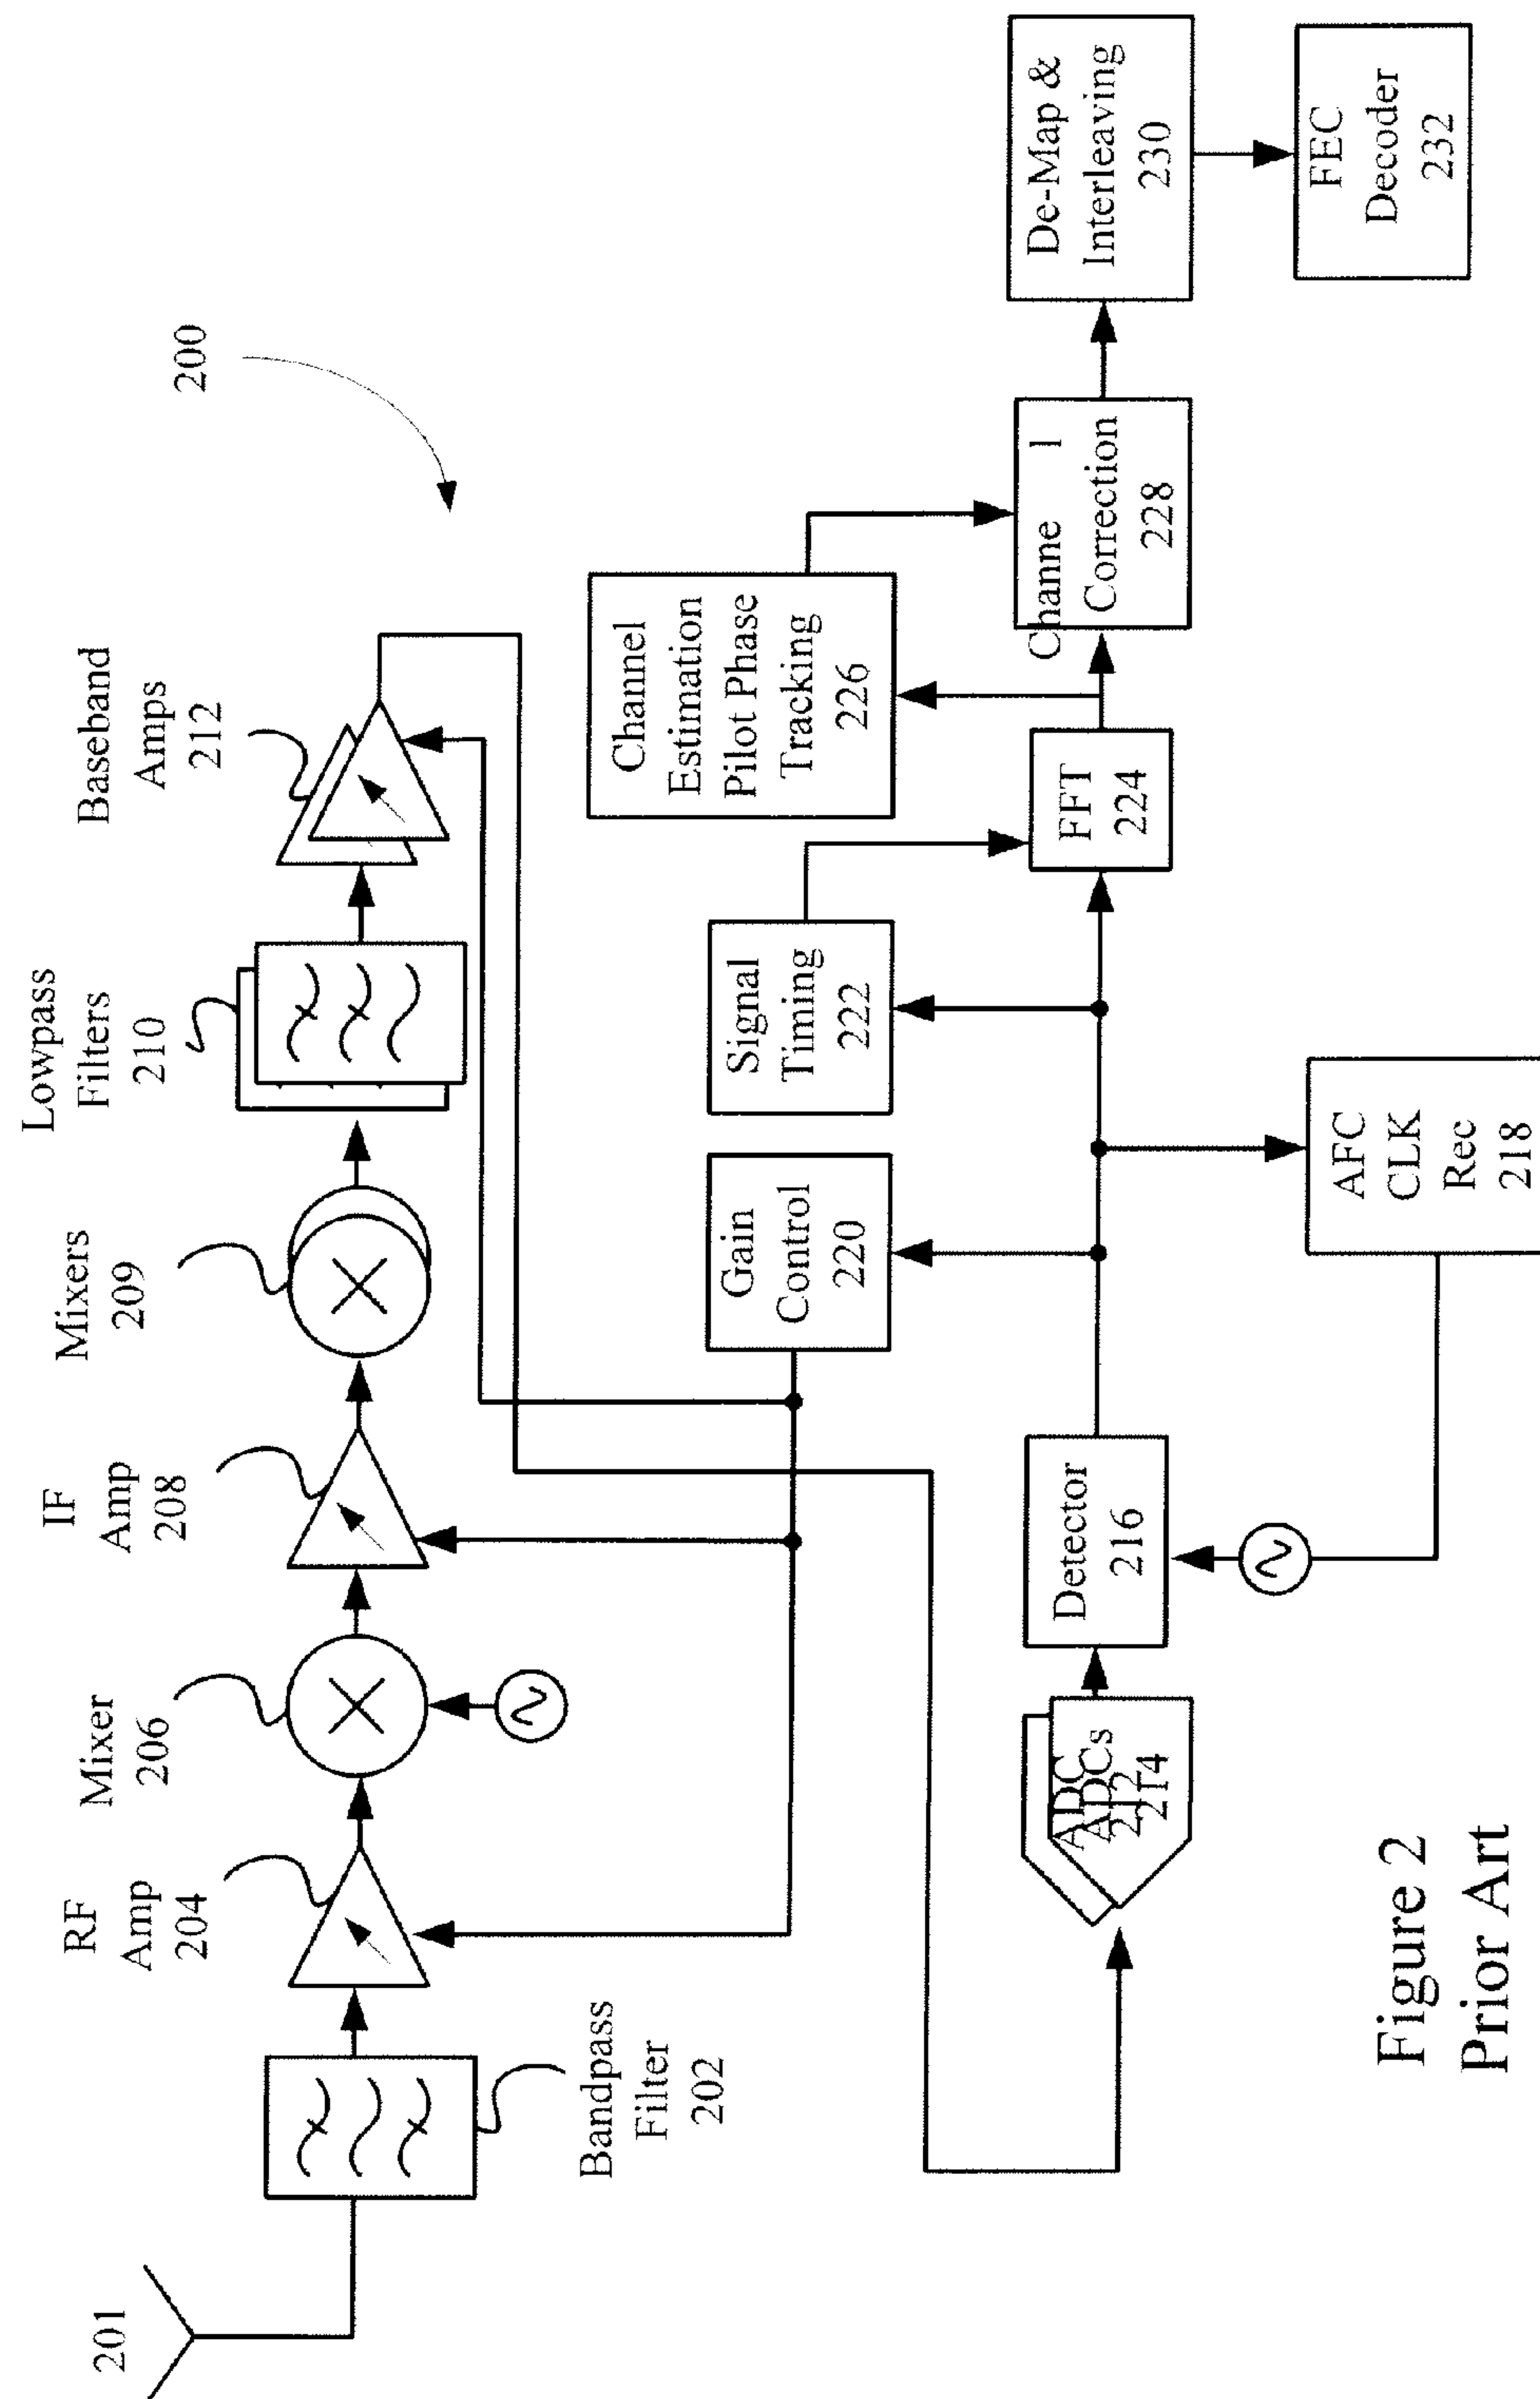 201
Bandpass
Filter
202
RF
Amp
204
Mixer
206
IF
Amp
208
Mixers
209
Lowpass
Filters
210
Baseband
Amps
212
200
ADC
ADCs
212
214
Detector
216
AFC
CLK
Rec
218
Gain
Control
220
Signal
Timing
222
FFT
224
Channel
Estimation
Pilot Phase
Tracking
226
Channe l
Correction
228
De-Map &
Interleaving
230
FEC
Decoder
232
Figure 2
Prior Art